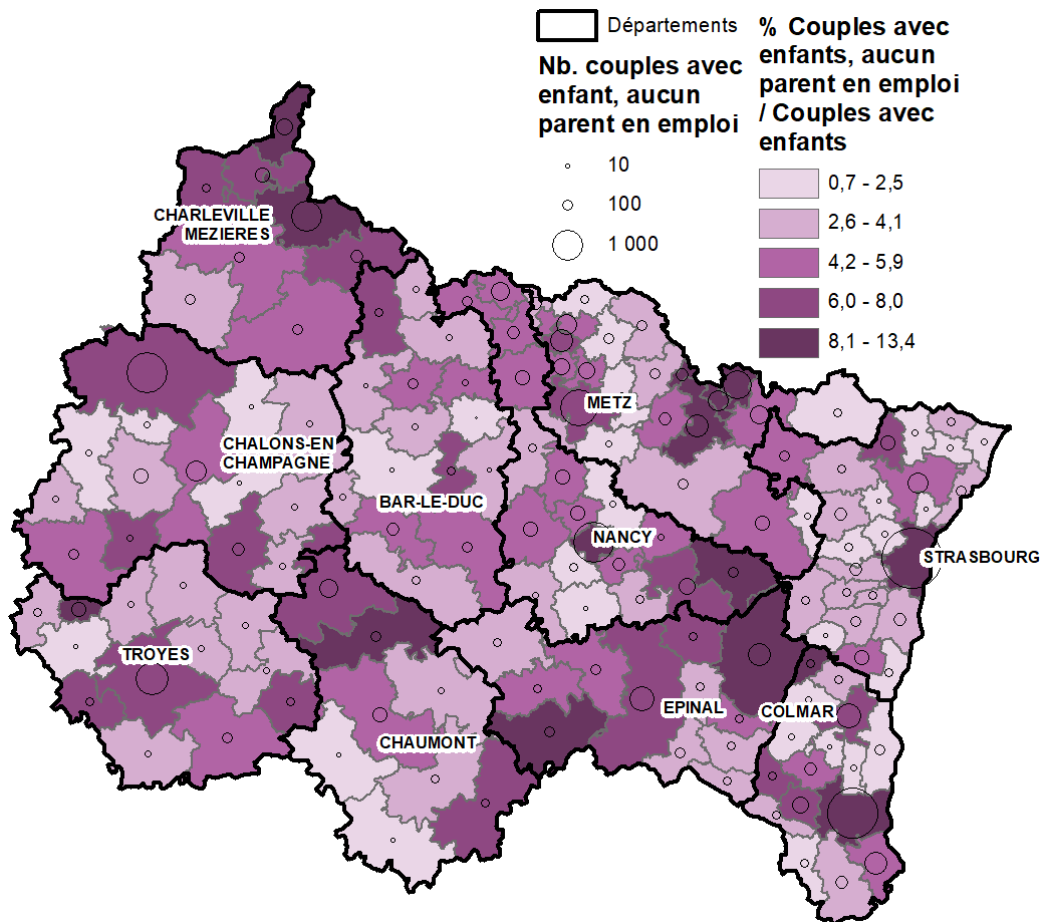 Départements
Nb. couples avec
enfant, aucun
parent en emploi
10
100
1 000
% Couples avec
enfants, aucun
parent en emploi
/ Couples avec
enfants
0,7 - 2,5
2,6 - 4,1
4,2 - 5,9
6,0 - 8,0
8,1 - 13,4
CHARLEVILLE
MEZIERES
METZ
CHALONS-EN
CHAMPAGNE
BAR-LE-DUC
NANCY
STRASBOURG
TROYES
EPINAL
COLMAR
CHAUMONT